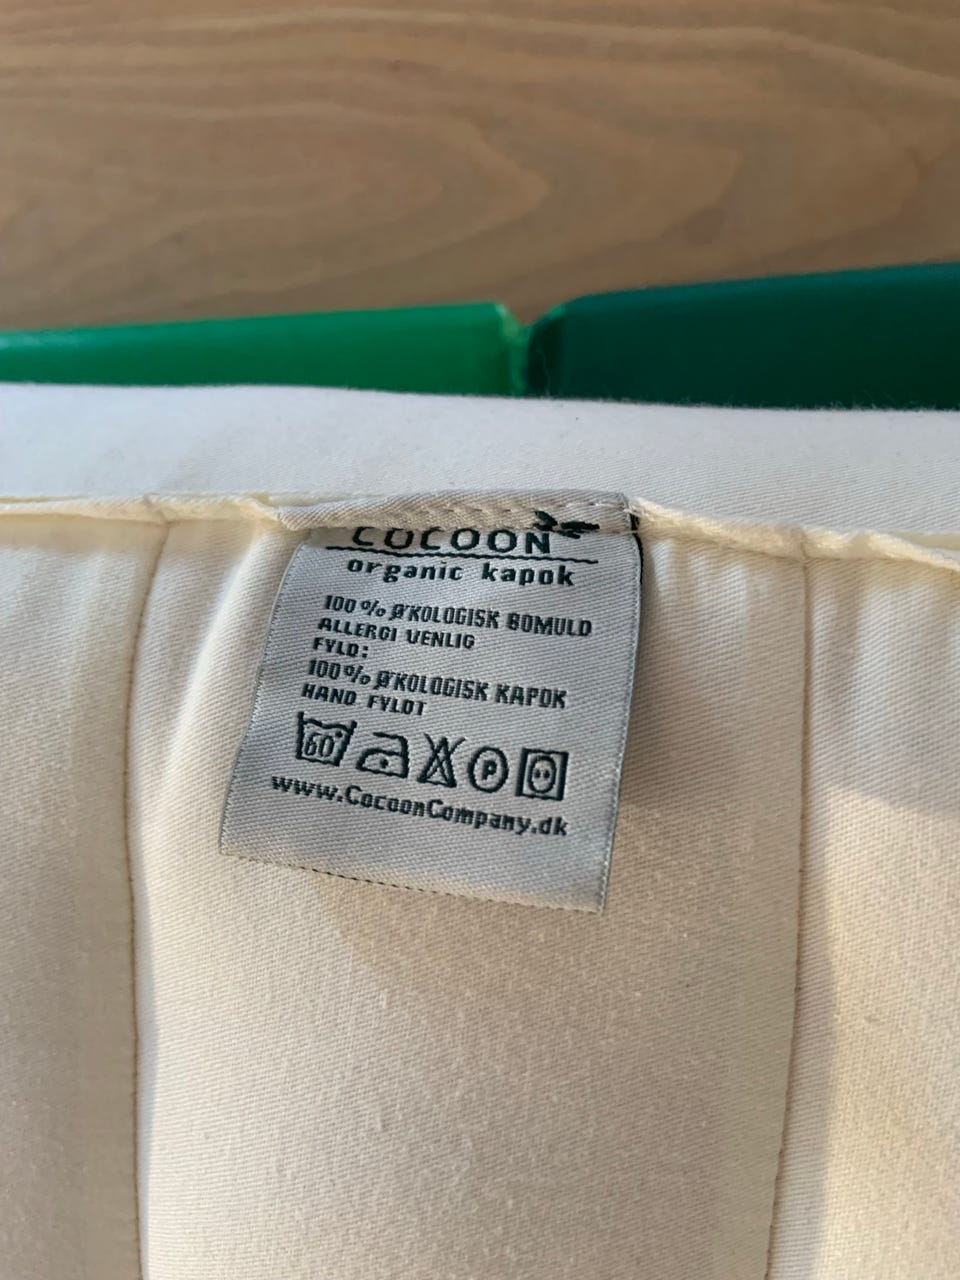 COCOON
organic kapok
100% ØKOLOGISK BOMULD
ALLERGI VENLIG
FYLD:
100% ØKOLOGISK KAPOK
HAND FYLDT
60° P
www.CocoonCompany.dk